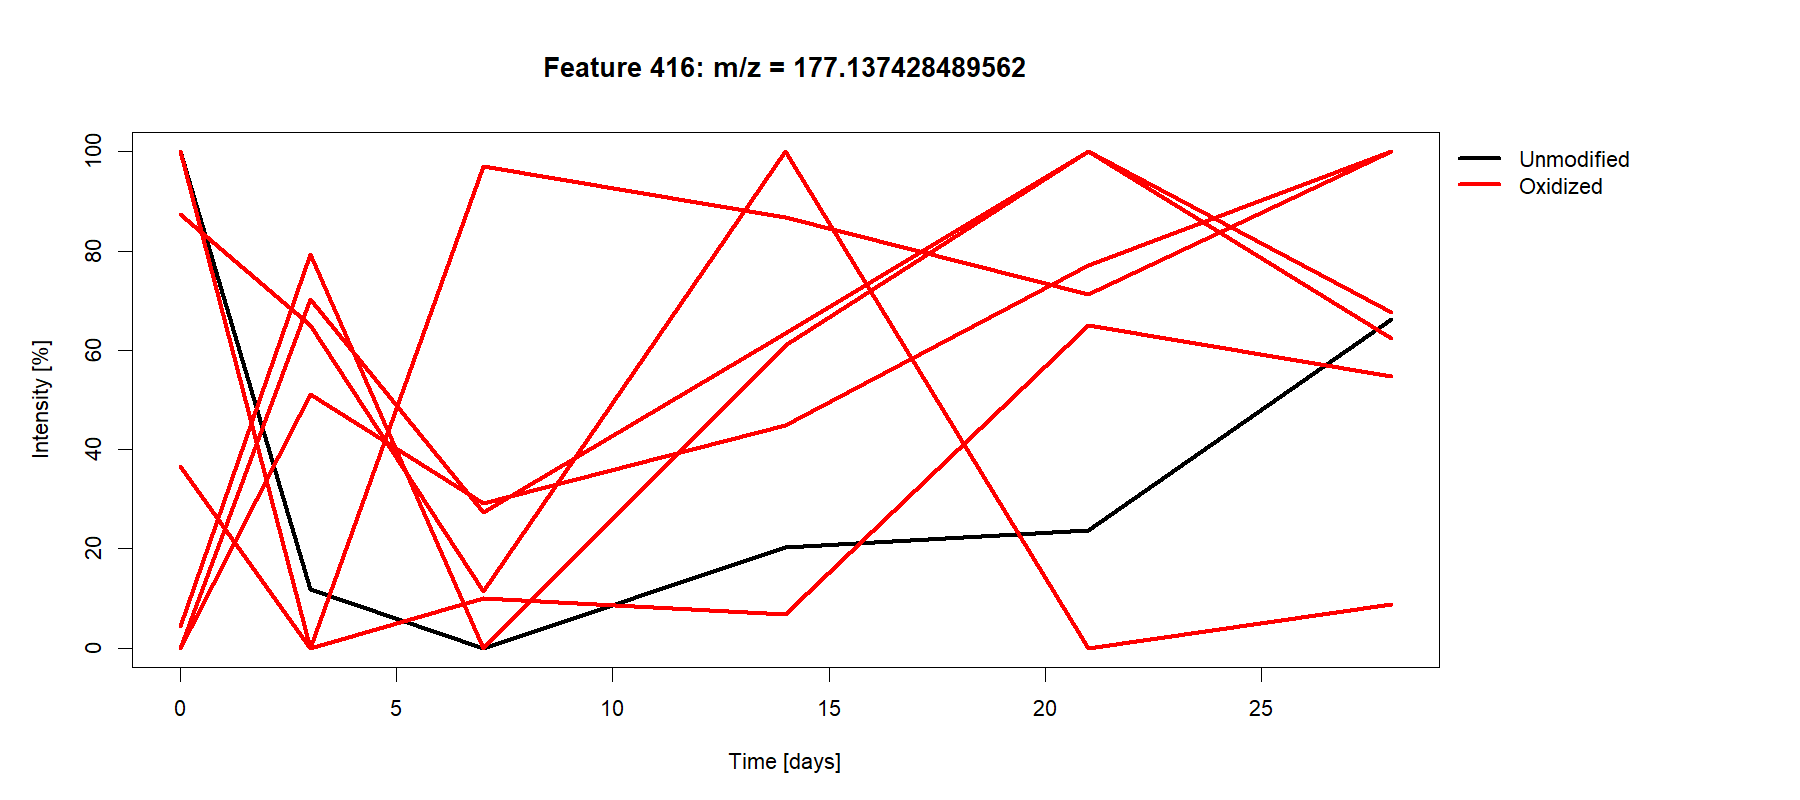 Feature 416: m/z = 177.137428489562
100
80
60
40
20
0
Intensity [%]
0 5 10 15 20 25
Time [days]
Unmodified
Oxidized